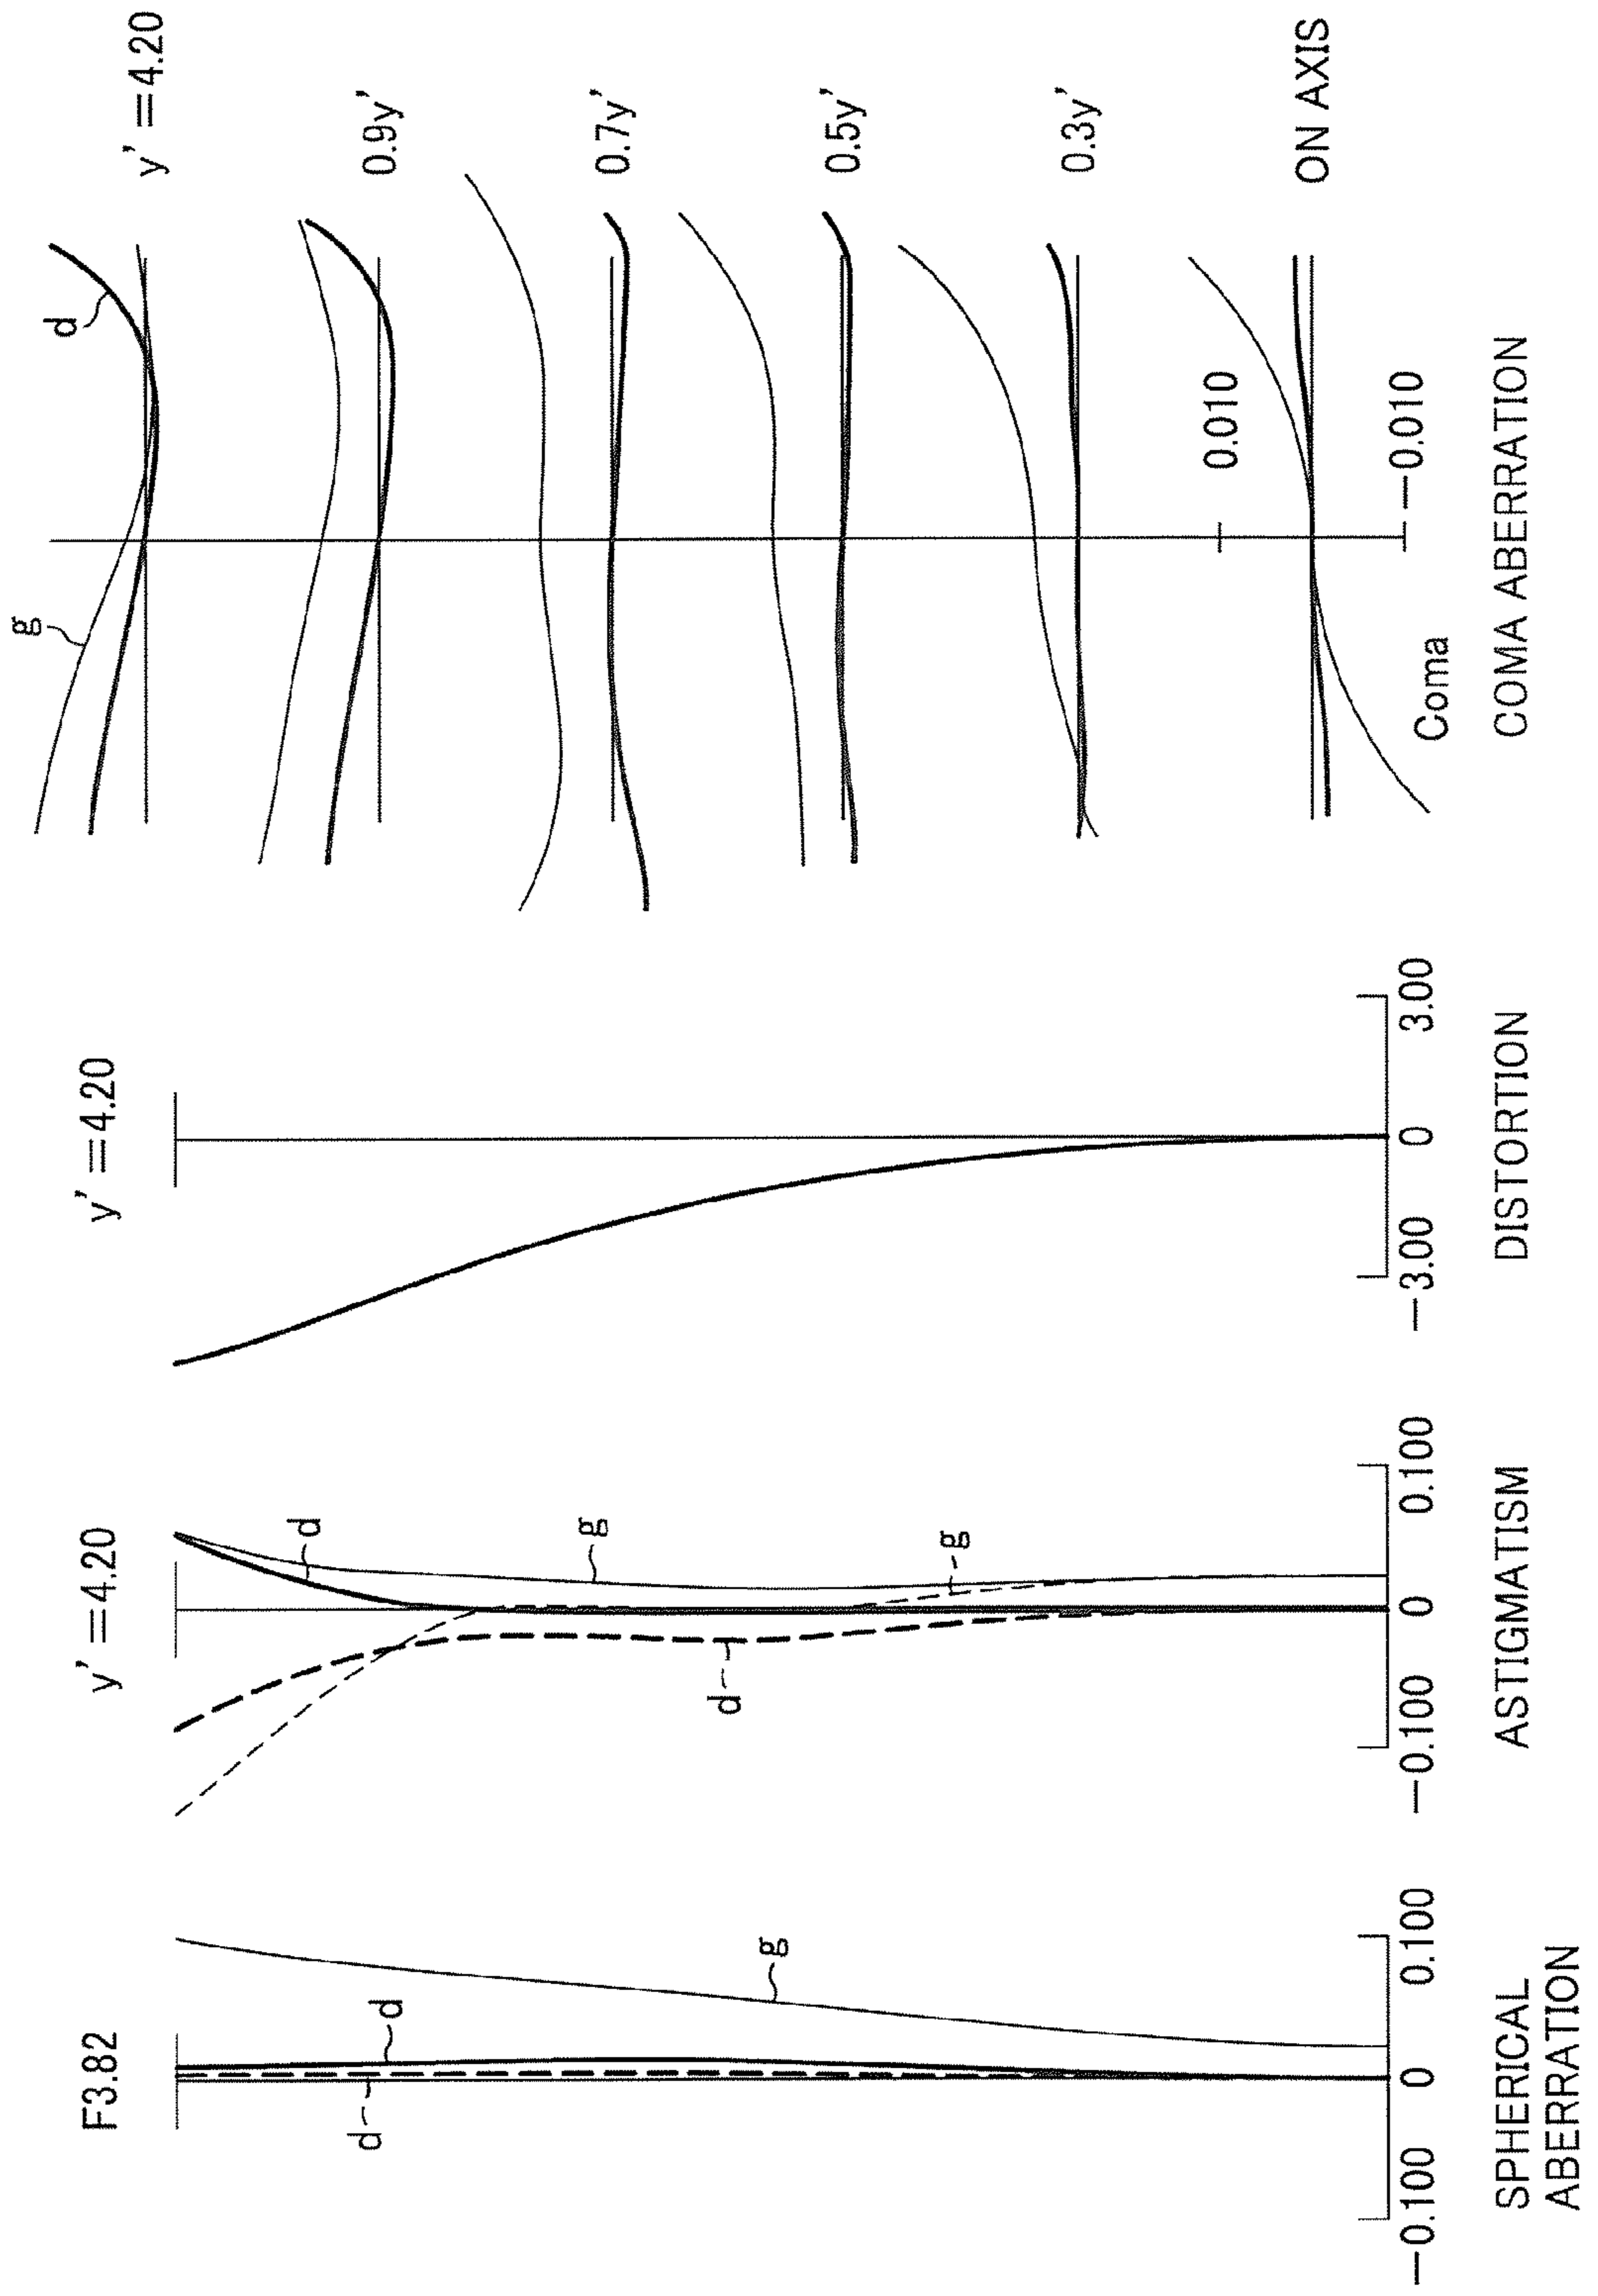 F3.82
d
d
g
−0.100 0 0.100
SPHERICAL
ABERRATION
y' =4.20
d
g
g
d
−0.100 0 0.100
ASTIGMATISM
y' =4.20
−3.00 0 3.00
DISTORTION
g
d
y' =4.20
0.9y'
0.7y'
0.5y'
0.3y'
0.010
ON AXIS
−0.010
Coma
COMA ABERRATION